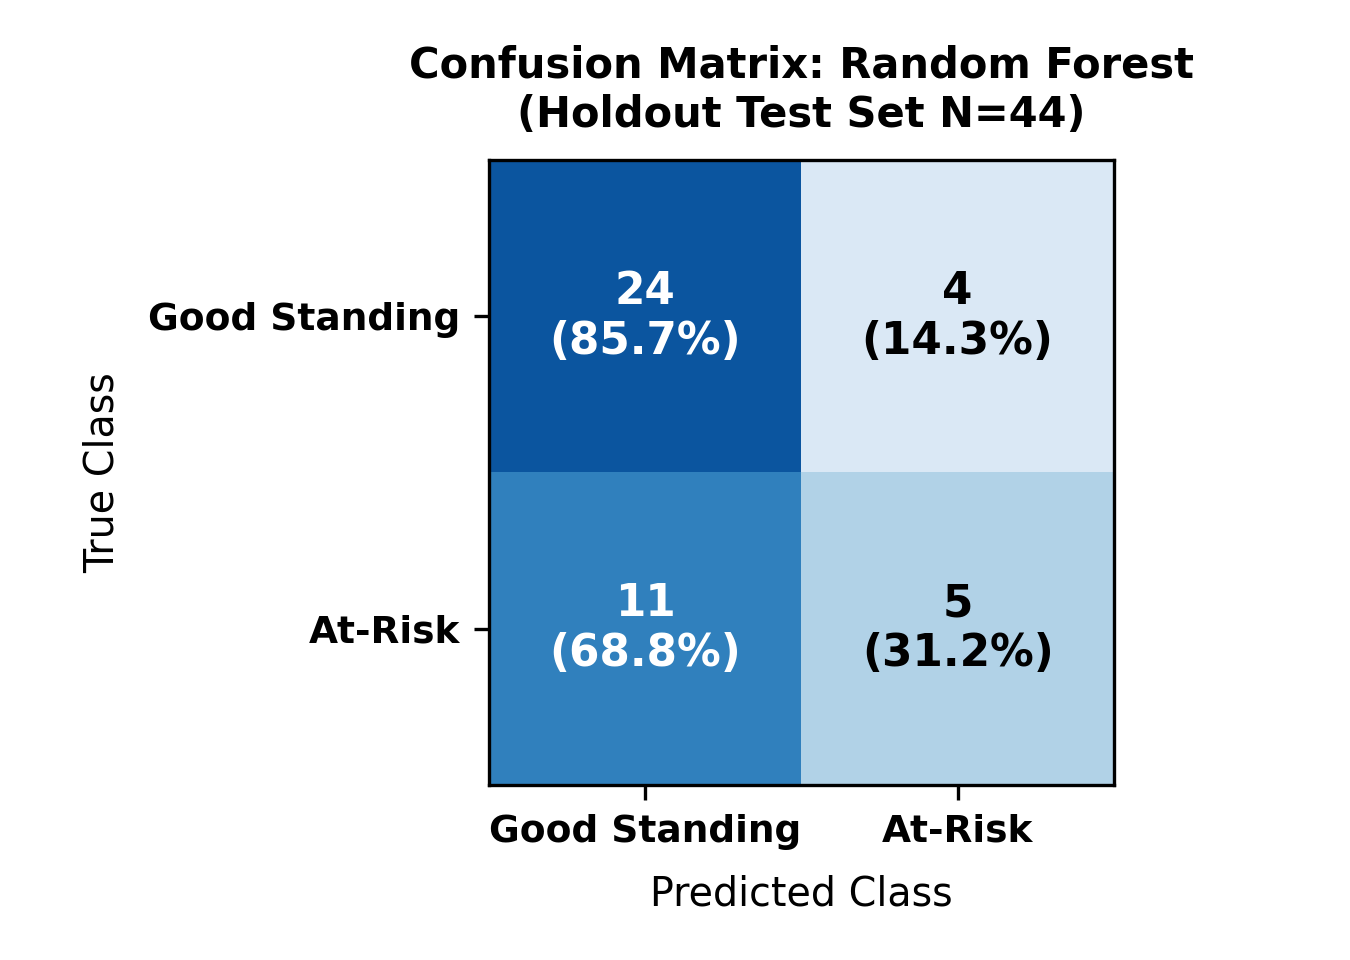 Confusion Matrix: Random Forest
(Holdout Test Set N=44)
True Class
Good Standing
24
(85.7%)
4
(14.3%)
At-Risk
11
(68.8%)
5
(31.2%)
Good Standing
At-Risk
Predicted Class